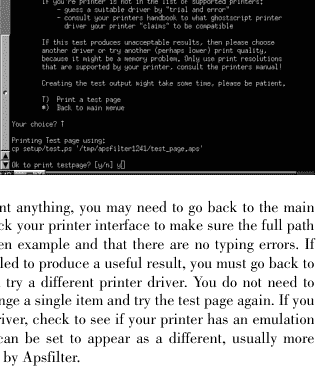 If you're printer is not in the list of supported printers:
- guess a suitable driver by "trial and error"
- consult your printers handbook to what ghostscript printer
driver your printer "claims" to be compatible
If this test produces unacceptable results, then please choose
another driver or try another (perhaps lower) print quality,
because it might be a memory problem. Only use print resolutions
that are supported by your printer, consult the printers manual!
Creating the test output might take some time, please be patient.
T) Print a test page
*) Back to main menue
Your choice? T
Printing Test page using:
cp setup/test.ps '/tmp/apsfilter1241/test_page.aps'
Ok to print testpage? [y/n] y
nt anything, you may need to go back to the main
ck your printer interface to make sure the full path
en example and that there are no typing errors. If
led to produce a useful result, you must go back to
try a different printer driver. You do not need to
nge a single item and try the test page again. If you
river, check to see if your printer has an emulation
can be set to appear as a different, usually more
by Apsfilter.